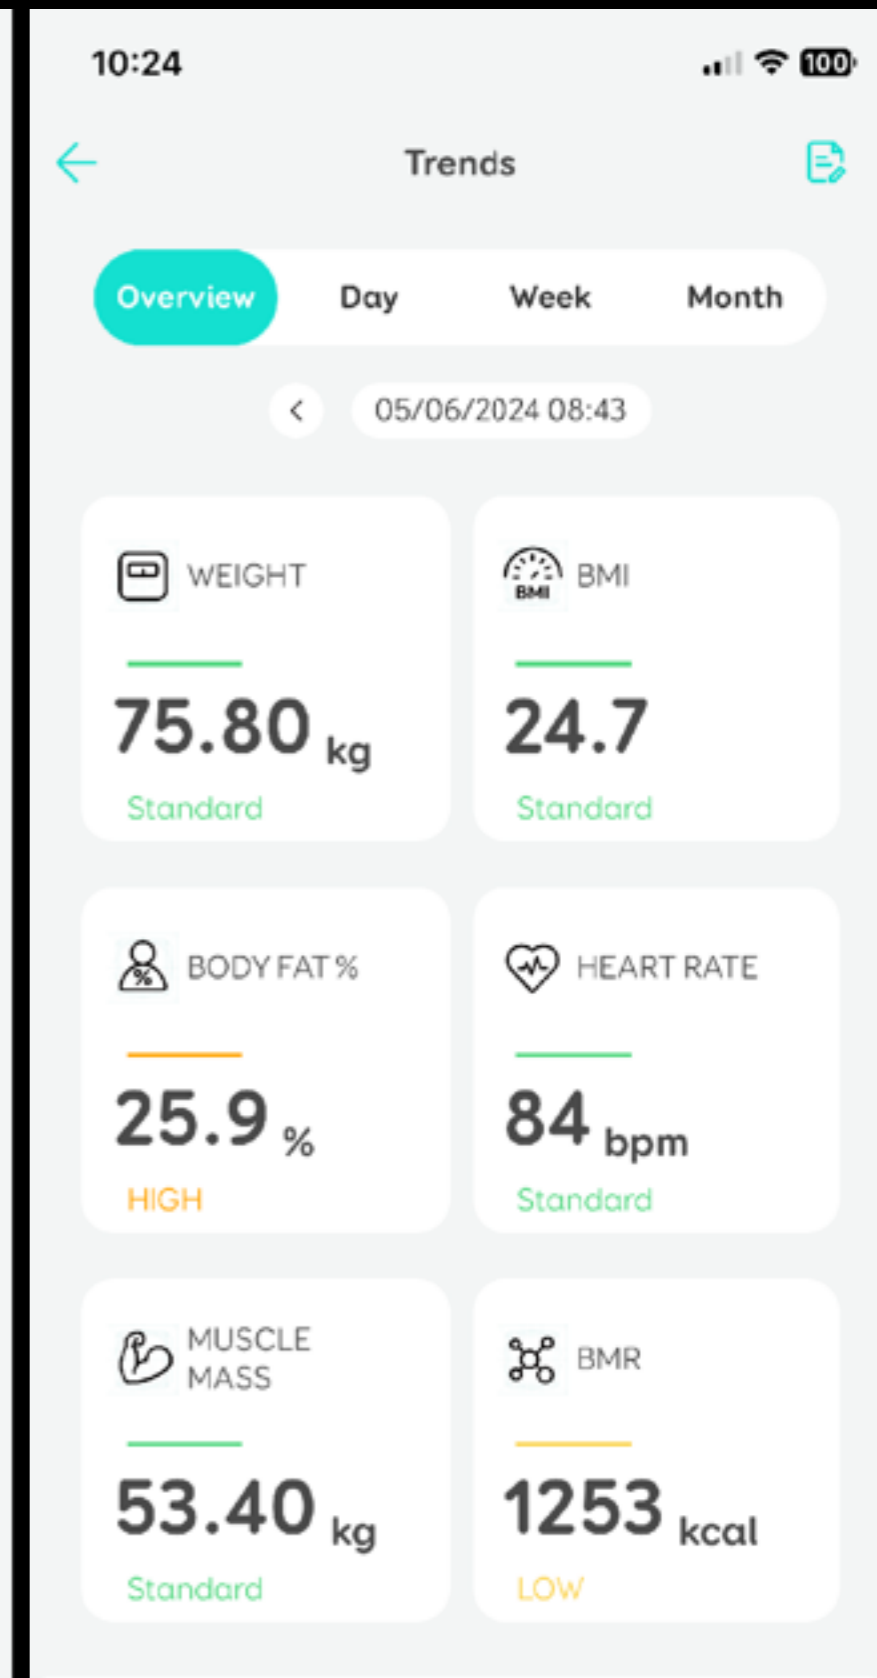 10:24
100
Trends
Overview Day Week Month
< 05/06/2024 08:43
WEIGHT
75.80 kg
Standard
BMI
BMI
24.7
Standard
%
BODY FAT %
25.9 %
HIGH
HEART RATE
84 bpm
Standard
MUSCLE
MASS
53.40 kg
Standard
BMR
1253 kcal
LOW